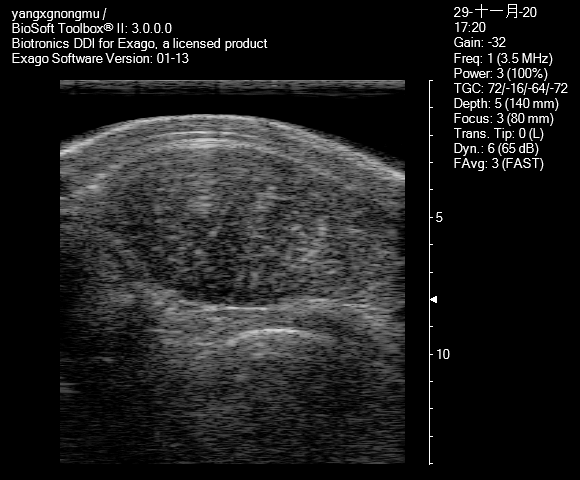 yangxgnongmu /
BioSoft Toolbox® II: 3.0.0.0
Biotronics DDI for Exago, a licensed product
Exago Software Version: 01-13
29-十一月-20
17:20
Gain: -32
Freq: 1 (3.5 MHz)
Power: 3 (100%)
TGC: 72/-16/-64/-72
Depth: 5 (140 mm)
Focus: 3 (80 mm)
Trans. Tip: 0 (L)
Dyn.: 6 (65 dB)
FAvg: 3 (FAST)
5
10